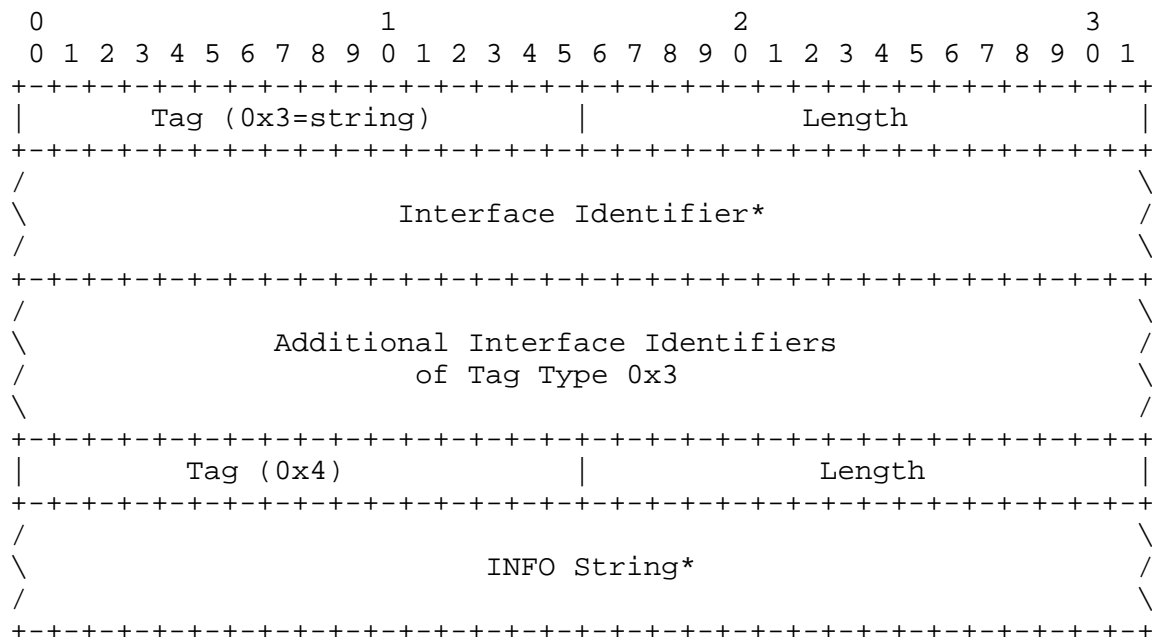 0                   1                   2                   3
 0 1 2 3 4 5 6 7 8 9 0 1 2 3 4 5 6 7 8 9 0 1 2 3 4 5 6 7 8 9 0 1
+-+-+-+-+-+-+-+-+-+-+-+-+-+-+-+-+-+-+-+-+-+-+-+-+-+-+-+-+-+-+-+-+
|       Tag (0x3=string)        |            Length             |
+-+-+-+-+-+-+-+-+-+-+-+-+-+-+-+-+-+-+-+-+-+-+-+-+-+-+-+-+-+-+-+-+
/                                                               \
\                     Interface Identifier*                     /
/                                                               \
+-+-+-+-+-+-+-+-+-+-+-+-+-+-+-+-+-+-+-+-+-+-+-+-+-+-+-+-+-+-+-+-+
/                                                               \
\              Additional Interface Identifiers                 /
/                      of Tag Type 0x3                          \
\                                                               /
+-+-+-+-+-+-+-+-+-+-+-+-+-+-+-+-+-+-+-+-+-+-+-+-+-+-+-+-+-+-+-+-+
|         Tag (0x4)             |             Length            |
+-+-+-+-+-+-+-+-+-+-+-+-+-+-+-+-+-+-+-+-+-+-+-+-+-+-+-+-+-+-+-+-+
/                                                               \
\                          INFO String*                         /
/                                                               \
+-+-+-+-+-+-+-+-+-+-+-+-+-+-+-+-+-+-+-+-+-+-+-+-+-+-+-+-+-+-+-+-+